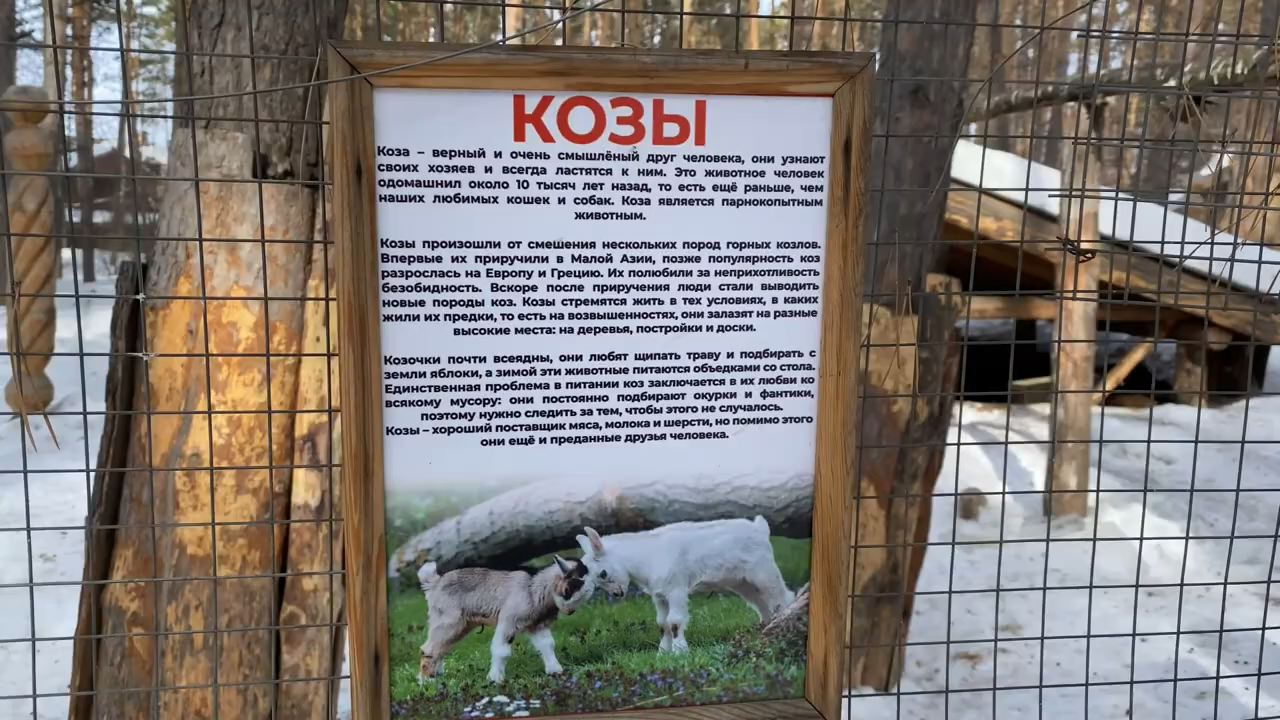 КОЗЫ
Коза – верный и очень смышлёный друг человека, они узнают
своих хозяев и всегда ластятся к ним. Это животное человек
одомашнил около 10 тысяч лет назад, то есть ещё раньше, чем
наших любимых кошек и собак. Коза является парнокопытным
животным.
Козы произошли от смешения нескольких пород горных козлов.
Впервые их приручили в Малой Азии, позже популярность коз
разрослась на Европу и Грецию. Их полюбили за неприхотливость
безобидность. Вскоре после приручения люди стали выводить
новые породы коз. Козы стремятся жить в тех условиях, в каких
жили их предки, то есть на возвышенностях, они залазят на разные
высокие места: на деревья, постройки и доски.
Козочки почти всеядны, они любят щипать траву и подбирать с
земли яблоки, а зимой эти животные питаются объедками со стола.
Единственная проблема в питании коз заключается в их любви ко
всякому мусору: они постоянно подбирают окурки и фантики,
поэтому нужно следить за тем, чтобы этого не случалось.
Козы – хороший поставщик мяса, молока и шерсти, но помимо этого
они ещё и преданные друзья человека.